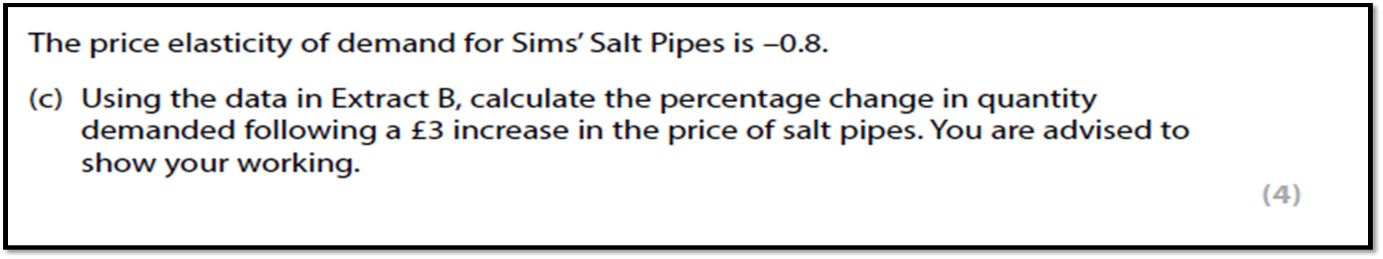 The price elasticity of demand for Sims’ Salt Pipes is –0.8.
(c) Using the data in Extract B, calculate the percentage change in quantity
demanded following a £3 increase in the price of salt pipes. You are advised to
show your working.
(4)